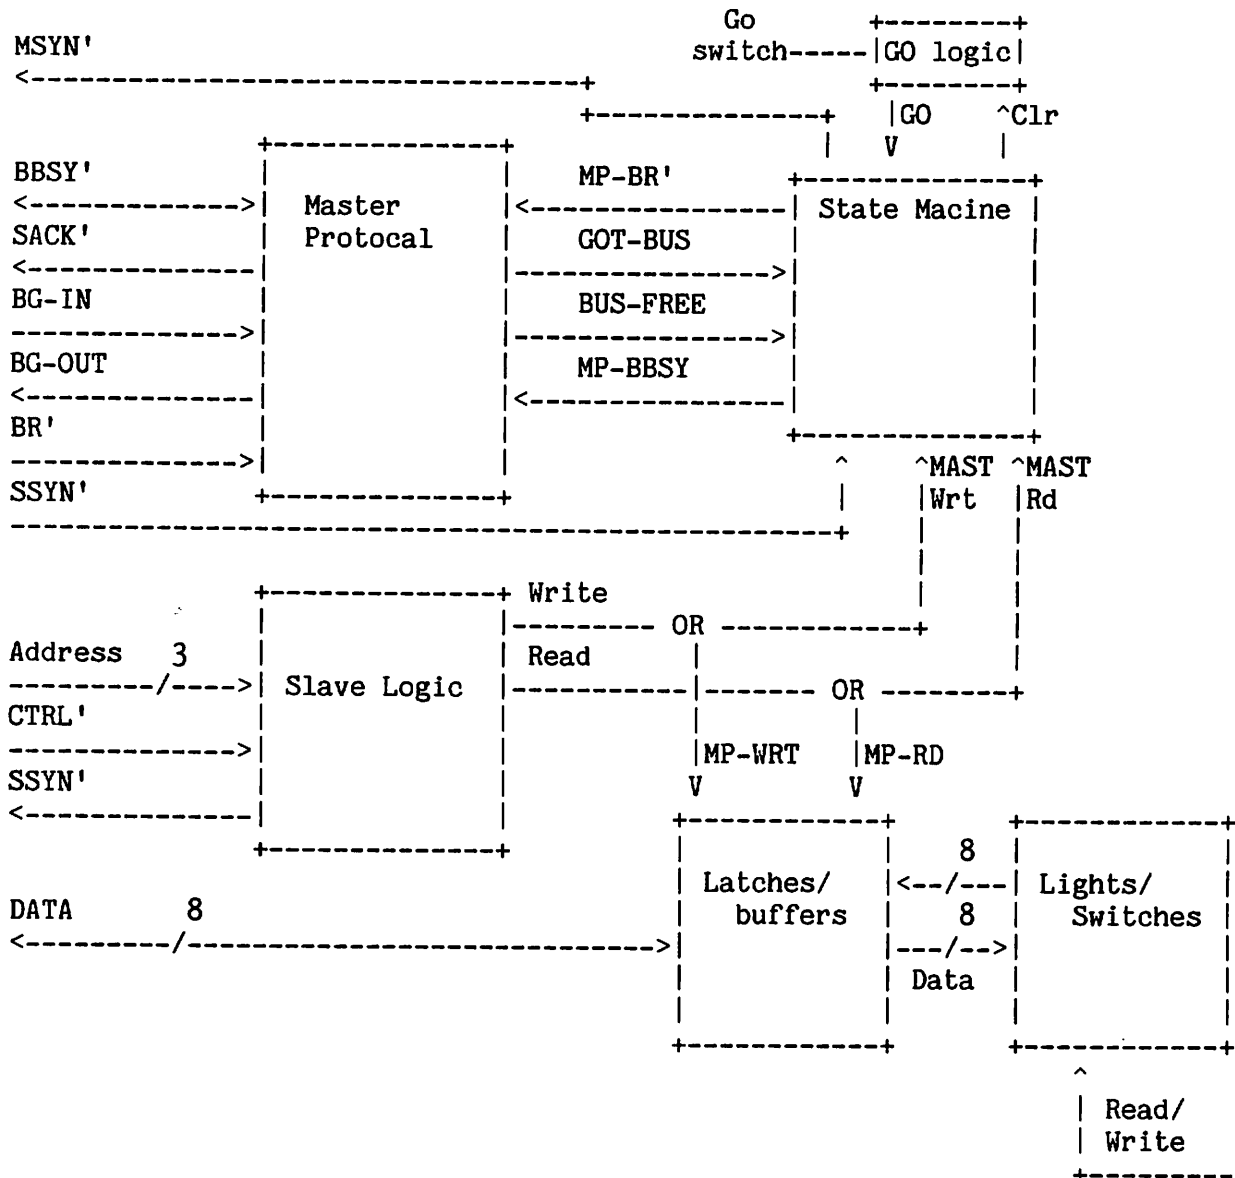 Go
switch-----|GO logic|
MSYN'
|GO ^Clr
V
BBSY' MP-BR'
Master State Macine
Protocal
SACK' GOT-BUS
BG-IN BUS-FREE
BG-OUT MP-BBSY
BR'
^MAST ^MAST
SSYN' |Wrt |Rd
Write
OR
Address 3 Read
Slave Logic OR
CTRL'
|MP-WRT |MP-RD
SSYN' V V
8
Latches/ Lights/
DATA 8 buffers 8 Switches
Data
Read/
Write